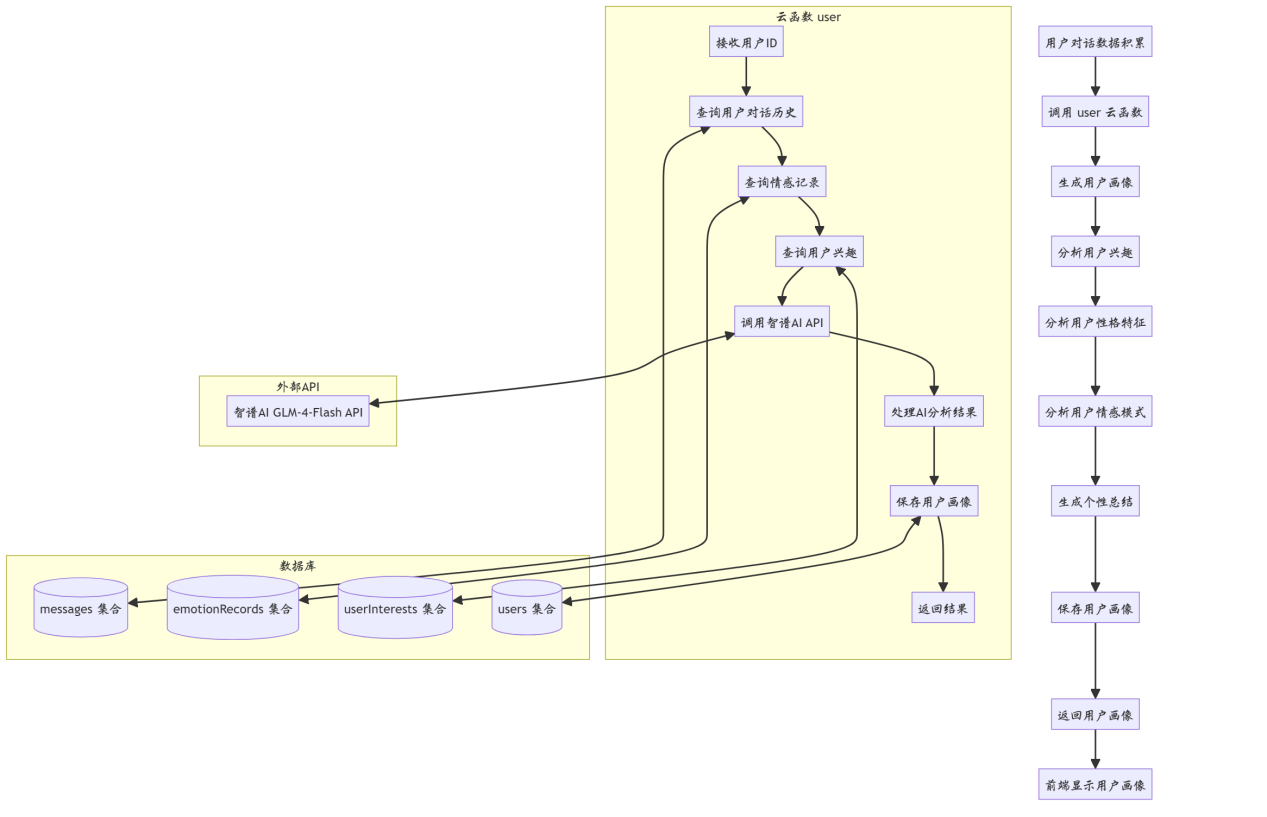 云函数 user
接收用户ID
查询用户对话历史
查询情感记录
查询用户兴趣
调用智谱AI API
处理AI分析结果
保存用户画像
返回结果
外部API
智谱AI GLM-4-Flash API
数据库
messages 集合
emotionRecords 集合
userInterests 集合
users 集合
用户对话数据积累
调用 user 云函数
生成用户画像
分析用户兴趣
分析用户性格特征
分析用户情感模式
生成个性总结
保存用户画像
返回用户画像
前端显示用户画像